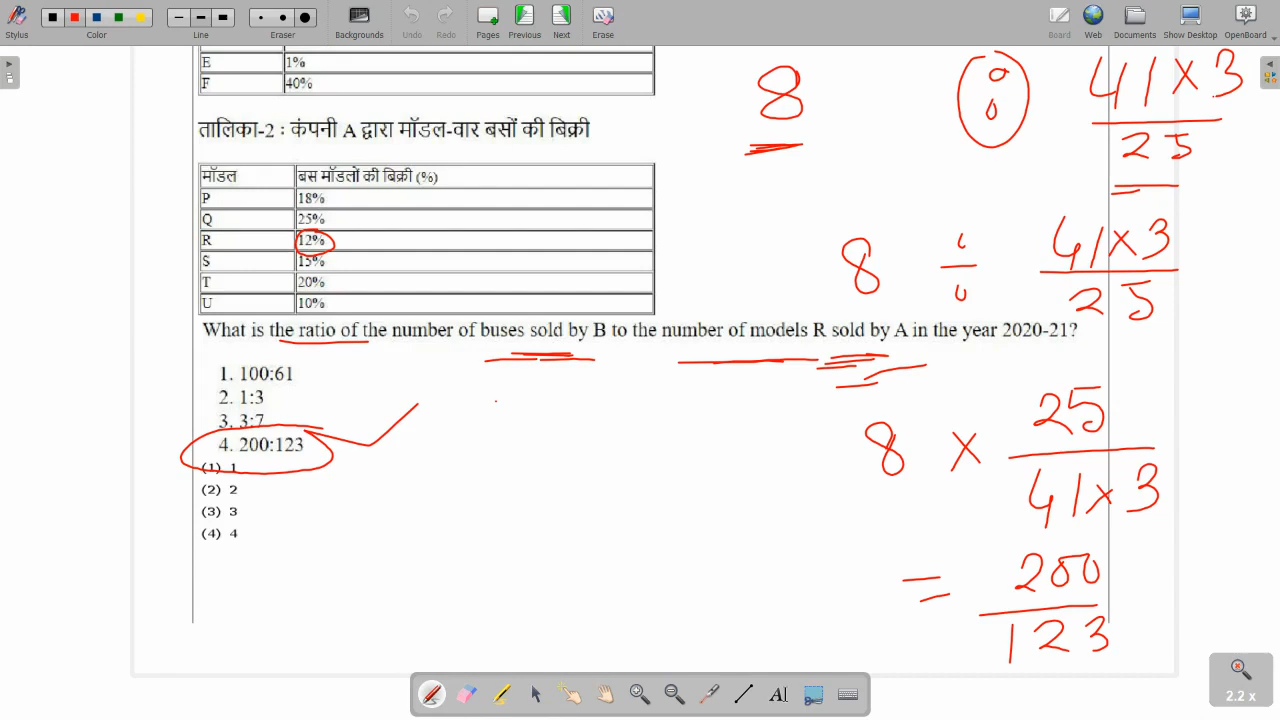 Stylus Color Line Eraser Backgrounds Undo Redo Pages Previous Next Erase Board Web Documents Show Desktop OpenBoard
E 1%
F 40%
तालिका-2 : कंपनी A द्वारा मॉडल-वार बसों की बिक्री
मॉडल बस मॉडलों की बिक्री (%)
P 18%
Q 25%
R 12%
S 15%
T 20%
U 10%
What is the ratio of the number of buses sold by B to the number of models R sold by A in the year 2020-21?
1. 100:61
2. 1:3
3. 3:7
4. 200:123
(1) 1
(2) 2
(3) 3
(4) 4
8 : 41×3
25
8 ÷ 41×3
25
8 × 25
41×3
= 200
123
2.2 x